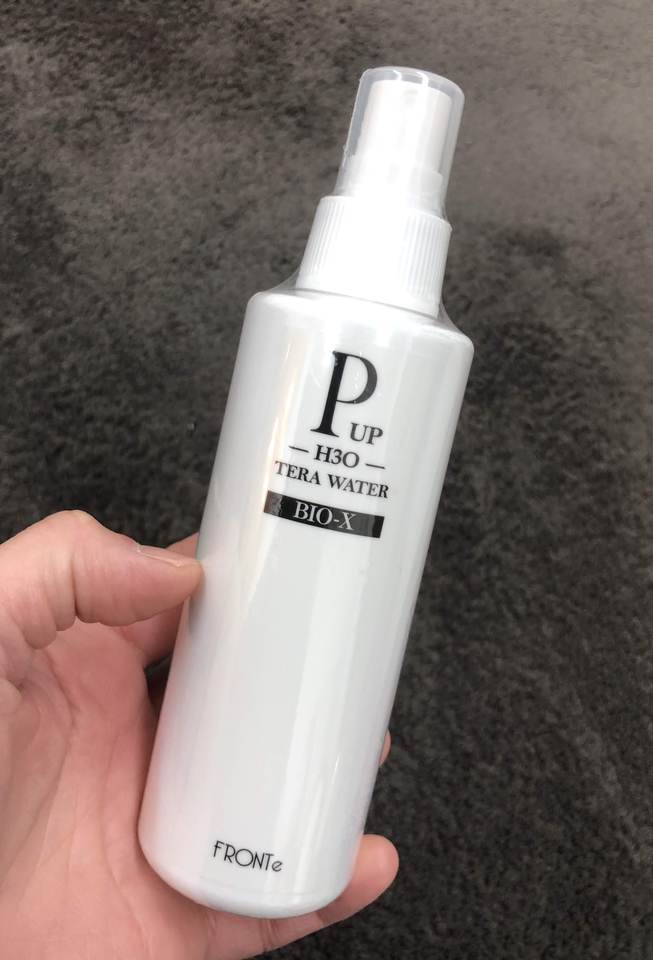 P UP
— H3O —
TERA WATER
BIO-X
FRONTe